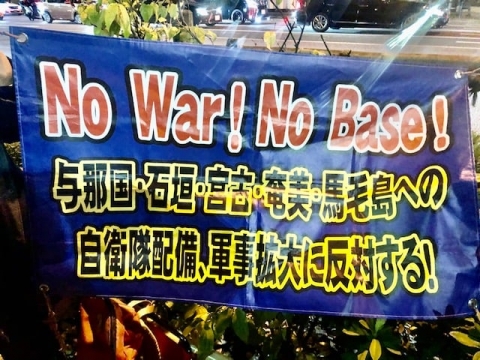 No War! No Base!
与那国・石垣・宮古・奄美・馬毛島への
自衛隊配備、軍事拡大に反対する!